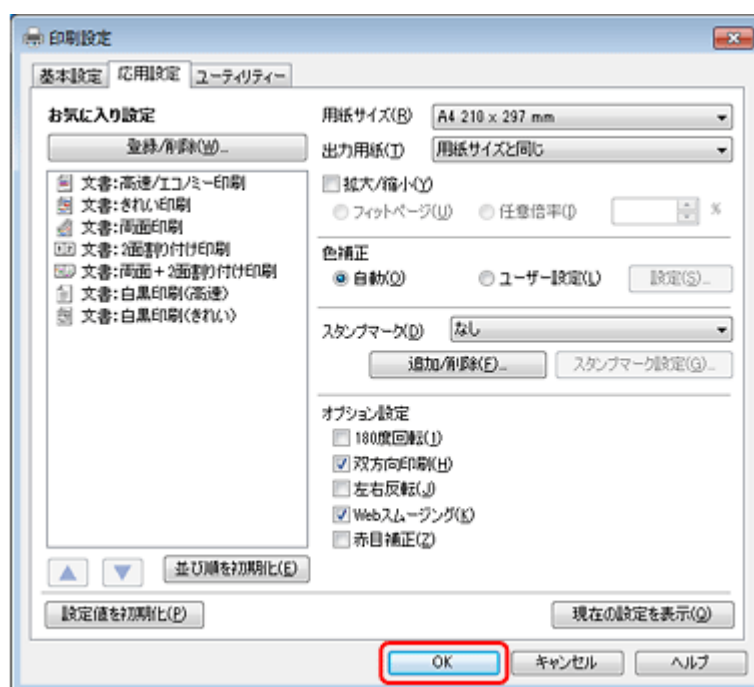 印刷設定
基本設定 応用設定 ユーティリティー
お気に入り設定
登録/削除(W)...
文書:高速/エコノミー印刷
文書:きれい印刷
文書:両面印刷
文書:2面割り付け印刷
文書:両面+2面割り付け印刷
文書:白黒印刷(高速)
文書:白黒印刷(きれい)
並び順を初期化(E)
用紙サイズ(R) A4 210 x 297 mm
出力用紙(T) 用紙サイズと同じ
拡大/縮小(Y)
フィットページ(U) 任意倍率(I) %
色補正
自動(O) ユーザー設定(L) 設定(S)...
スタンプマーク(D) なし
追加/削除(F)... スタンプマーク設定(G)...
オプション設定
180度回転(1)
双方向印刷(H)
左右反転(J)
Webスムージング(K)
赤目補正(Z)
設定値を初期化(P) 現在の設定を表示(Q)
OK キャンセル ヘルプ